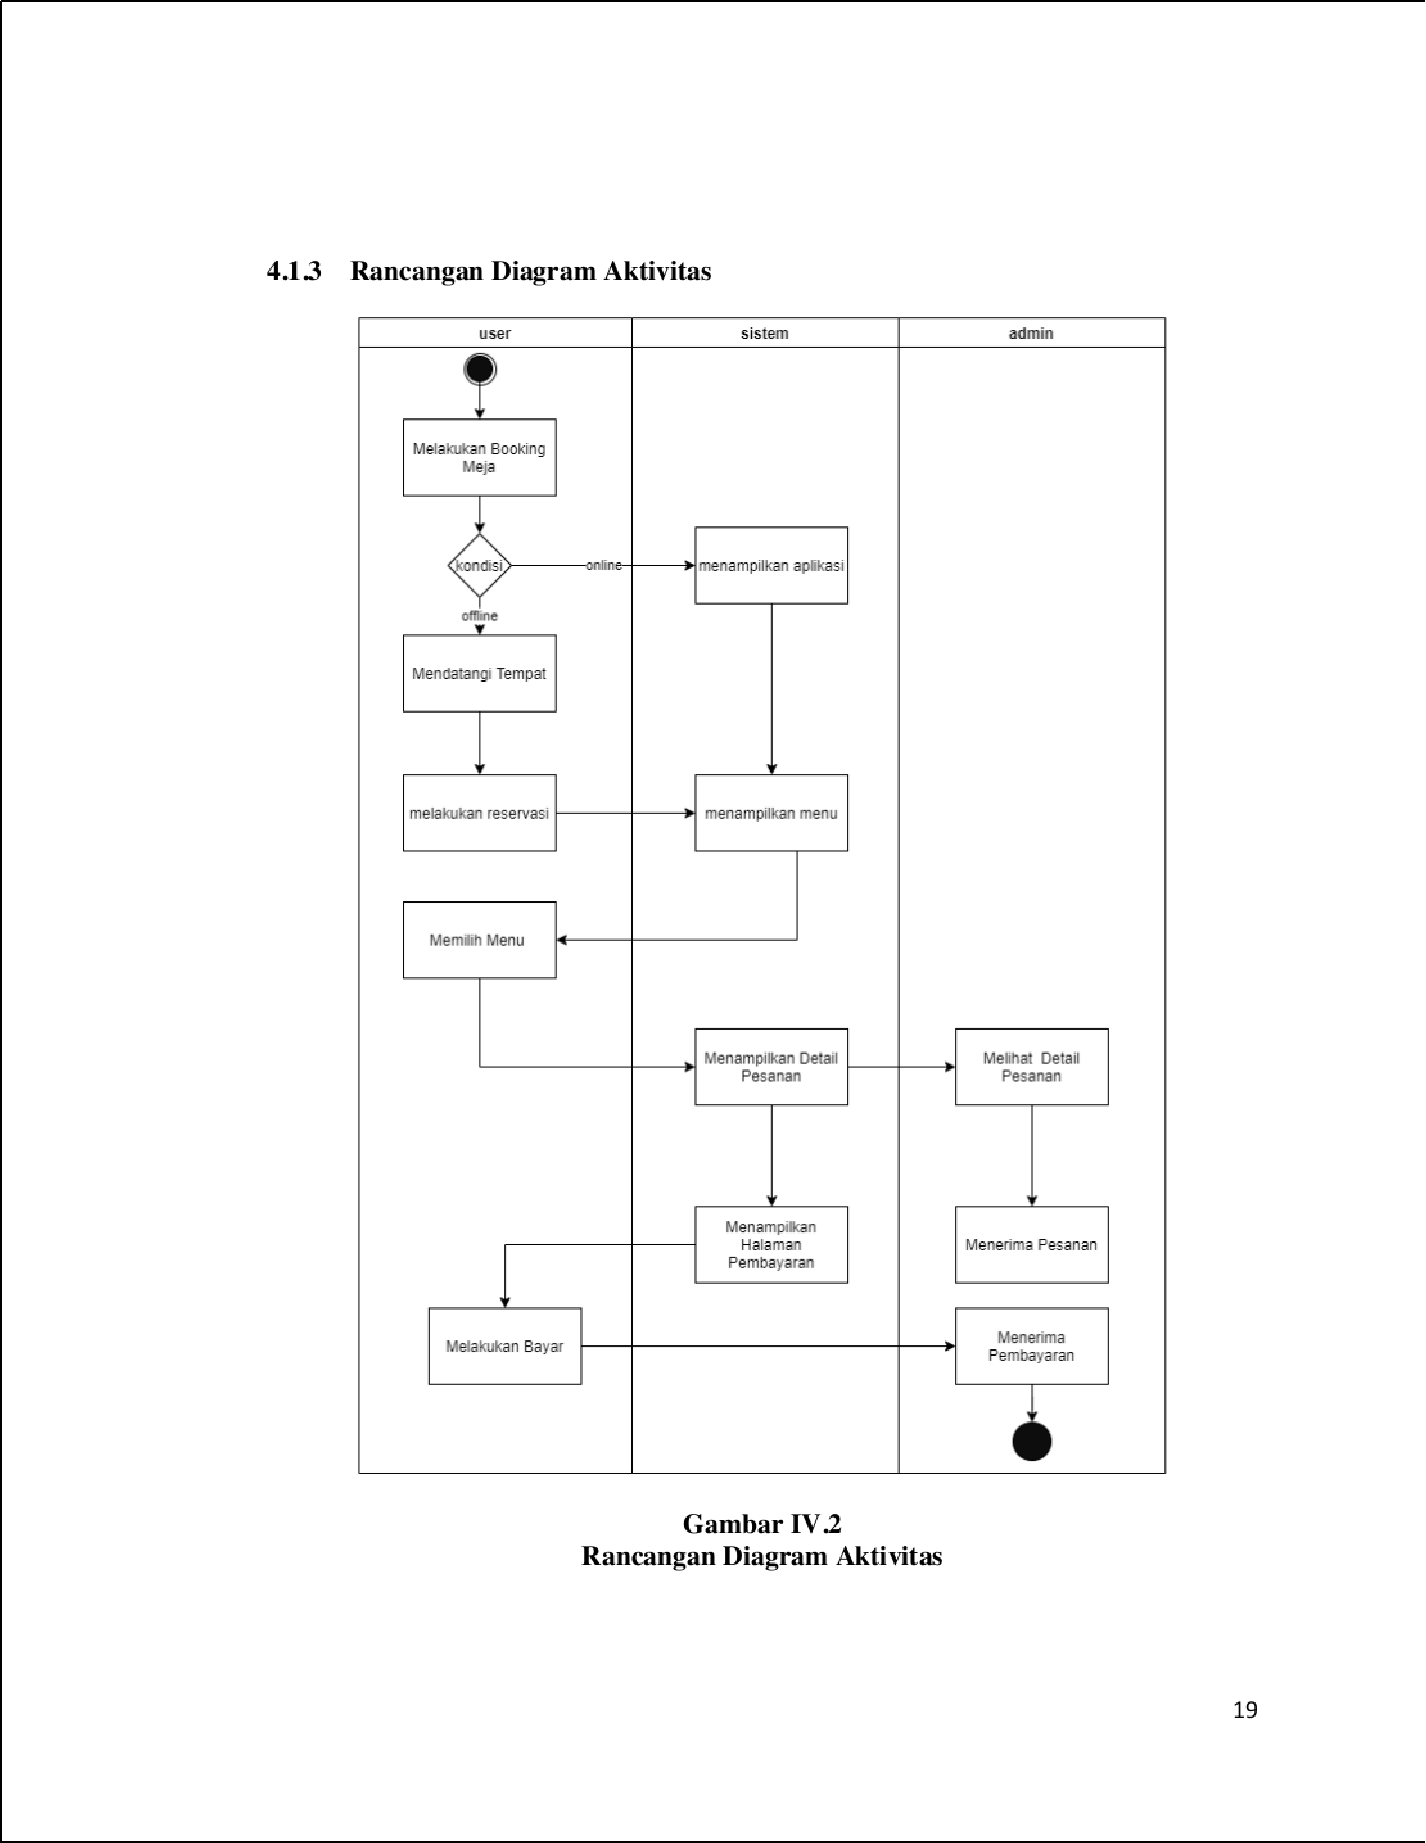 4.1.3 Rancangan Diagram Aktivitas
user
sistem
admin
Melakukan Booking
Meja
kondisi
online
menampilkan aplikasi
offline
Mendatangi Tempat
melakukan reservasi
menampilkan menu
Memilih Menu
Menampilkan Detail
Pesanan
Melihat Detail
Pesanan
Menampilkan
Halaman
Pembayaran
Menerima Pesanan
Melakukan Bayar
Menerima
Pembayaran
Gambar IV.2
Rancangan Diagram Aktivitas
19